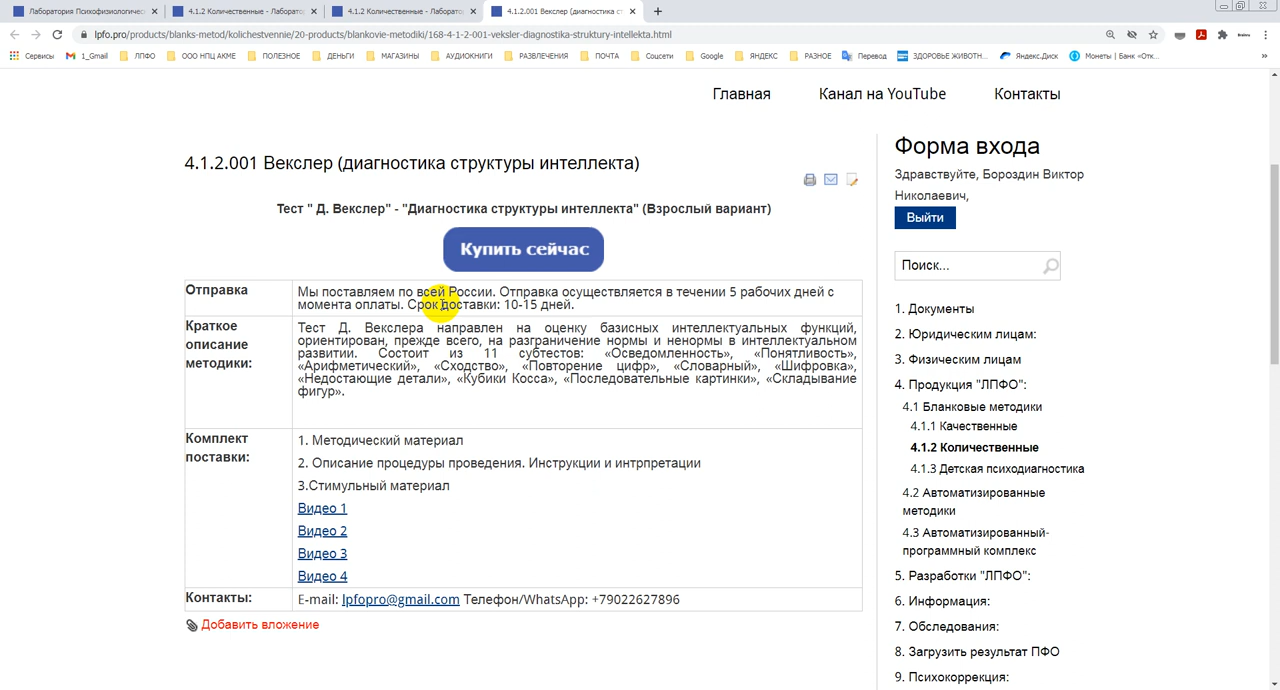 Лаборатория Психофизиологичес
4.1.2 Количественные - Лаборато
4.1.2 Количественные - Лаборато
4.1.2.001 Векслер (диагностика ст
lpfo.pro/products/blanks-metod/kolichestvennie/20-products/blankovie-metodiki/168-4-1-2-001-veksler-diagnostika-struktury-intellekta.html
Сервисы 1_Gmail ЛПФО ООО НПЦ АКМЕ ПОЛЕЗНОЕ ДЕНЬГИ МАГАЗИНЫ АУДИОКНИГИ РАЗВЛЕЧЕНИЯ ПОЧТА Соцсети Google ЯНДЕКС РАЗНОЕ Перевод ЗДОРОВЬЕ ЖИВОТН... Яндекс.Диск Монеты | Банк «Отк... »
Главная Канал на YouTube Контакты
4.1.2.001 Векслер (диагностика структуры интеллекта)
Тест " Д. Векслер" - "Диагностика структуры интеллекта" (Взрослый вариант)
Купить сейчас
Отправка
Мы поставляем по всей России. Отправка осуществляется в течении 5 рабочих дней с
момента оплаты. Срок доставки: 10-15 дней.
Краткое
описание
методики:
Тест Д. Векслера направлен на оценку базисных интеллектуальных функций,
ориентирован, прежде всего, на разграничение нормы и ненормы в интеллектуальном
развитии. Состоит из 11 субтестов: «Осведомленность», «Понятливость»,
«Арифметический», «Сходство», «Повторение цифр», «Словарный», «Шифровка»,
«Недостающие детали», «Кубики Косса», «Последовательные картинки», «Складывание
фигур».
Комплект
поставки:
1. Методический материал
2. Описание процедуры проведения. Инструкции и интрпретации
3.Стимульный материал
Видео 1
Видео 2
Видео 3
Видео 4
Контакты:
E-mail: lpfopro@gmail.com Телефон/WhatsApp: +79022627896
Добавить вложение
Форма входа
Здравствуйте, Бороздин Виктор
Николаевич,
Выйти
Поиск...
1. Документы
2. Юридическим лицам:
3. Физическим лицам
4. Продукция "ЛПФО":
4.1 Бланковые методики
4.1.1 Качественные
4.1.2 Количественные
4.1.3 Детская психодиагностика
4.2 Автоматизированные
методики
4.3 Автоматизированный-
программный комплекс
5. Разработки "ЛПФО":
6. Информация:
7. Обследования:
8. Загрузить результат ПФО
9. Психокоррекция: